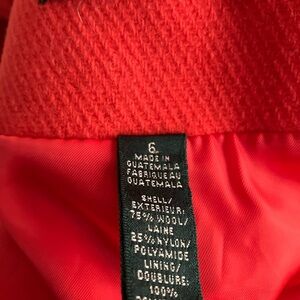 6
MADE IN
GUATEMALA
FABRIQUE AU
GUATEMALA
SHELL/
EXTERIEUR:
75% WOOL/
LAINE
25% NYLON/
POLYAMIDE
LINING/
DOUBLURE:
100%